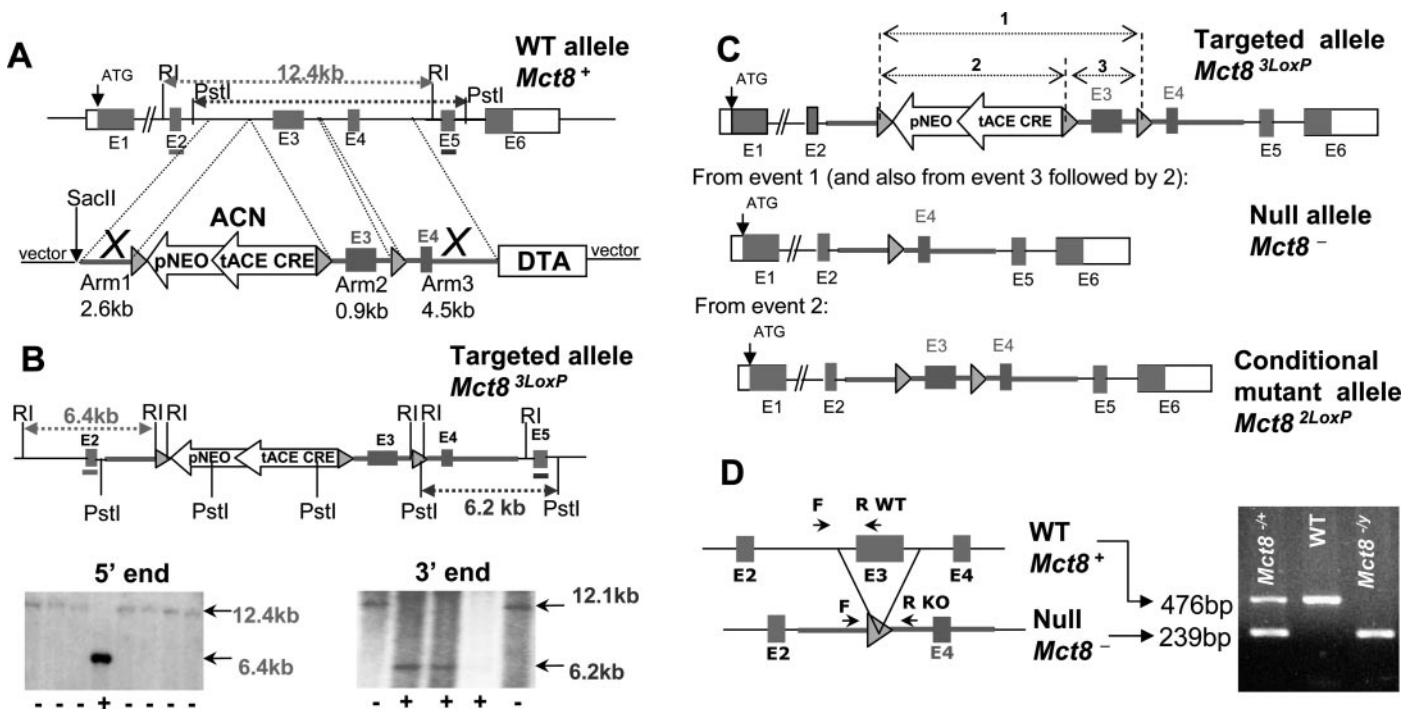 A
WT allele
Mct8 +
ATG
RI
12.4kb
RI
PstI
PstI
E1
E2
E3
E4
E5
E6
SacII
ACN
vector
X
pNEO
tACE CRE
E3
E4
X
DTA
vector
Arm1
2.6kb
Arm2
0.9kb
Arm3
4.5kb
B
Targeted allele
Mct8 3LoxP
RI
6.4kb
RI
RI
RI
RI
RI
E2
pNEO
tACE CRE
E3
E4
E5
PstI
PstI
PstI
PstI
6.2 kb
PstI
5' end
3' end
12.4kb
6.4kb
12.1kb
6.2kb
- - - + - - - -
- + + + -
C
1
2
3
Targeted allele
Mct8 3LoxP
ATG
E3
E4
pNEO
tACE CRE
E1
E2
E5
E6
From event 1 (and also from event 3 followed by 2):
Null allele
Mct8 –
ATG
E4
E1
E2
E5
E6
From event 2:
ATG
E3
E4
E1
E2
E5
E6
Conditional
mutant allele
Mct8 2LoxP
D
F
R WT
E2
E3
E4
WT
Mct8 +
F
R KO
E2
E4
Null
Mct8 –
476bp
239bp
Mct8 -/+
WT
Mct8 -/y